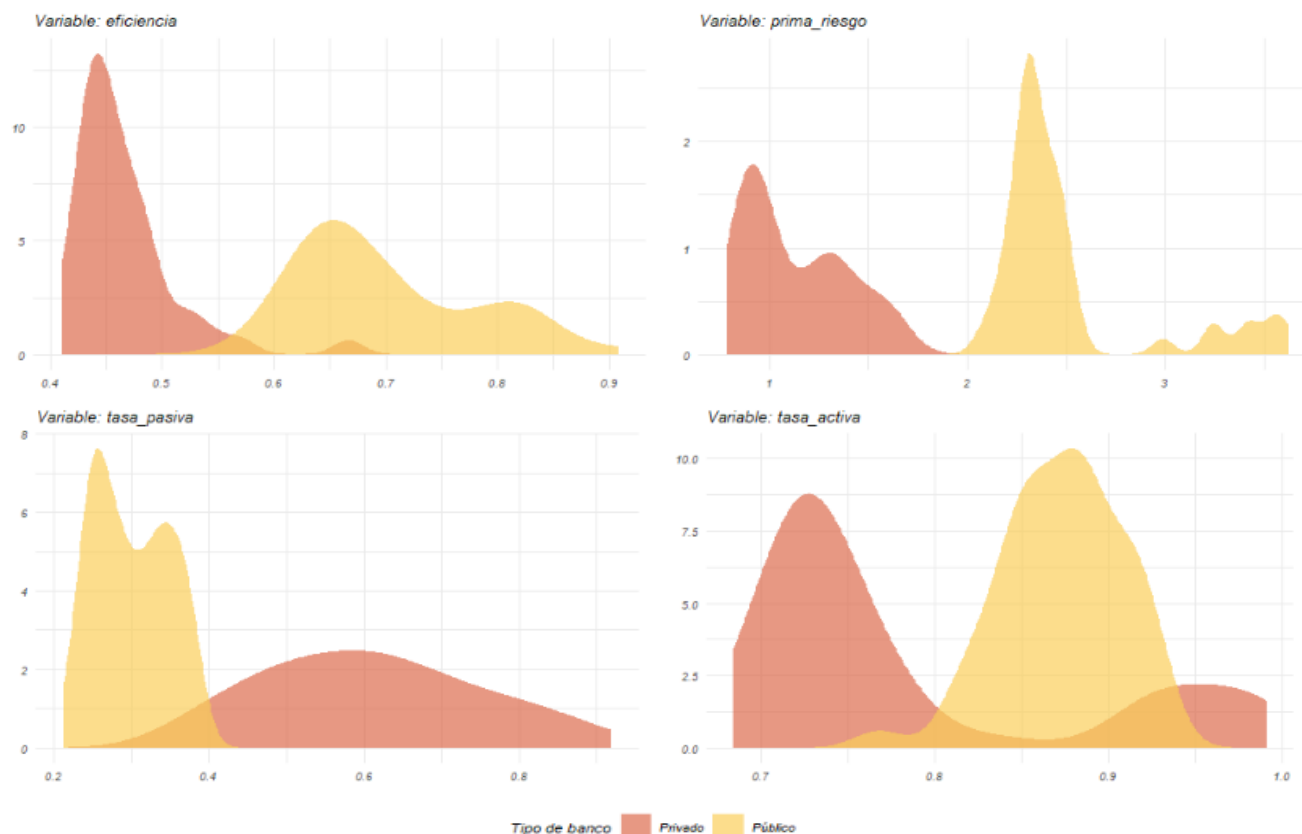 Variable: eficiencia
Variable: prima_riesgo
10
5
0
0.4 0.5 0.6 0.7 0.8 0.9
2
1
0
1 2 3
Variable: tasa_pasiva
Variable: tasa_activa
8
6
4
2
0
0.2 0.4 0.6 0.8
10.0
7.5
5.0
2.5
0.0
0.7 0.8 0.9 1.0
Tipo de banco Privado Público